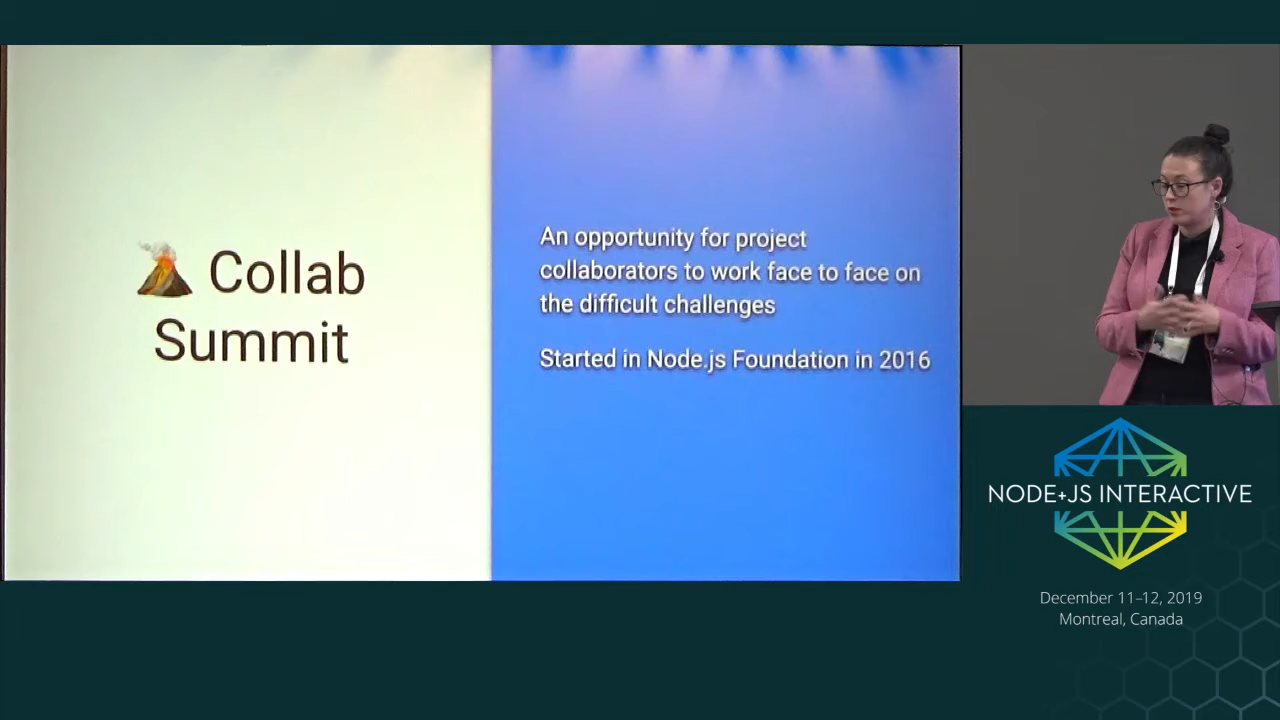 🌋 Collab
Summit
An opportunity for project
collaborators to work face to face on
the difficult challenges
Started in Node.js Foundation in 2016
NODE+JS INTERACTIVE
December 11–12, 2019
Montreal, Canada